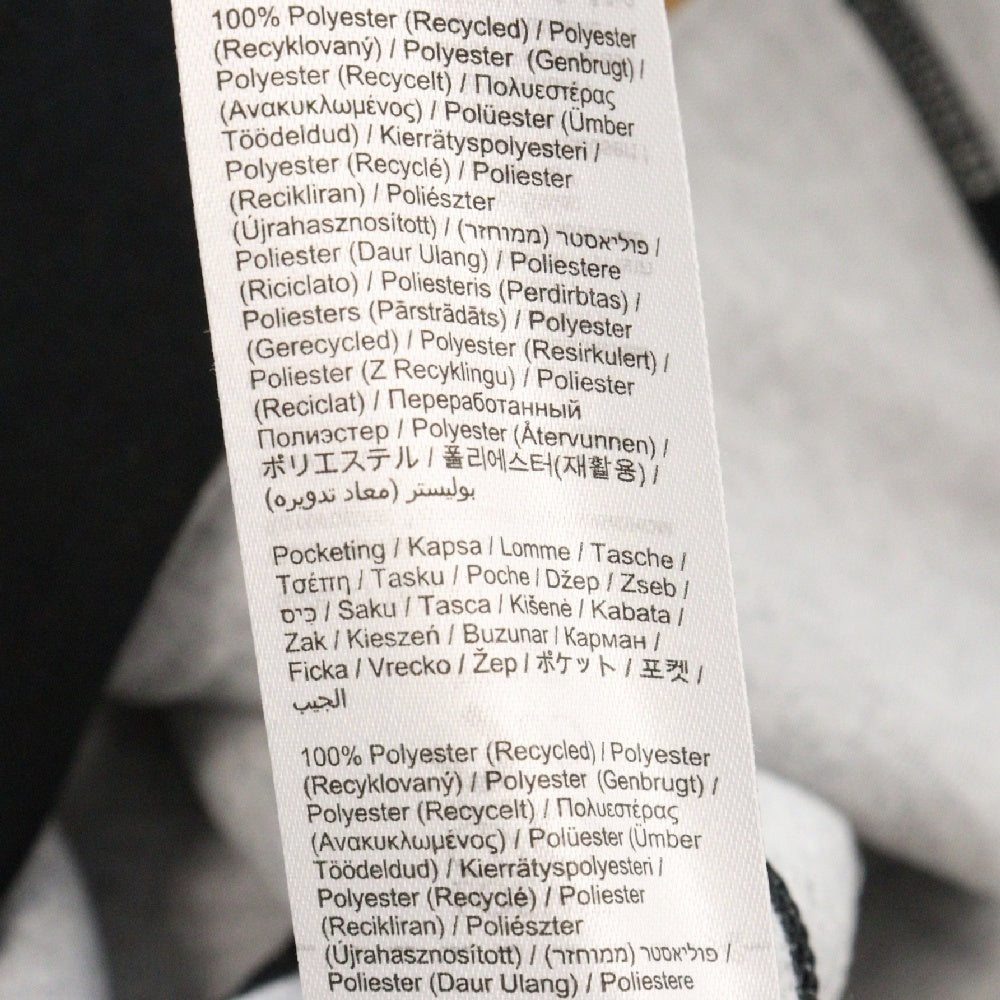 100% Polyester (Recycled) / Polyester
(Recyklovaný) / Polyester (Genbrugt) /
Polyester (Recycelt) / Πολυεστέρας
(Ανακυκλωμένος) / Polüester (Ümber
Töödeldud) / Kierrätyspolyesteri /
Polyester (Recyclé) / Poliester
(Recikliran) / Poliészter
(Újrahasznosított) / פוליאסטר (ממוחזר) /
Poliester (Daur Ulang) / Poliestere
(Riciclato) / Poliesteris (Perdirbtas) /
Poliesters (Pārstrādāts) / Polyester
(Gerecycled) / Polyester (Resirkulert) /
Poliester (Z Recyklingu) / Poliester
(Reciclat) / Переработанный
Полиэстер / Polyester (Återvunnen) /
ポリエステル / 폴리에스터(재활용) /
بوليستر (معاد تدويره)
Pocketing / Kapsa / Lomme / Tasche /
Τσέπη / Tasku / Poche / Džep / Zseb /
כיס / Saku / Tasca / Kišenė / Kabata /
Zak / Kieszeń / Buzunar / Карман /
Ficka / Vrecko / Žep / ポケット / 포켓 /
الجيب
100% Polyester (Recycled) / Polyester
(Recyklovaný) / Polyester (Genbrugt) /
Polyester (Recycelt) / Πολυεστέρας
(Ανακυκλωμένος) / Polüester (Ümber
Töödeldud) / Kierrätyspolyesteri /
Polyester (Recyclé) / Poliester
(Recikliran) / Poliészter
(Újrahasznosított) / פוליאסטר (ממוחזר) /
Poliester (Daur Ulang) / Poliestere